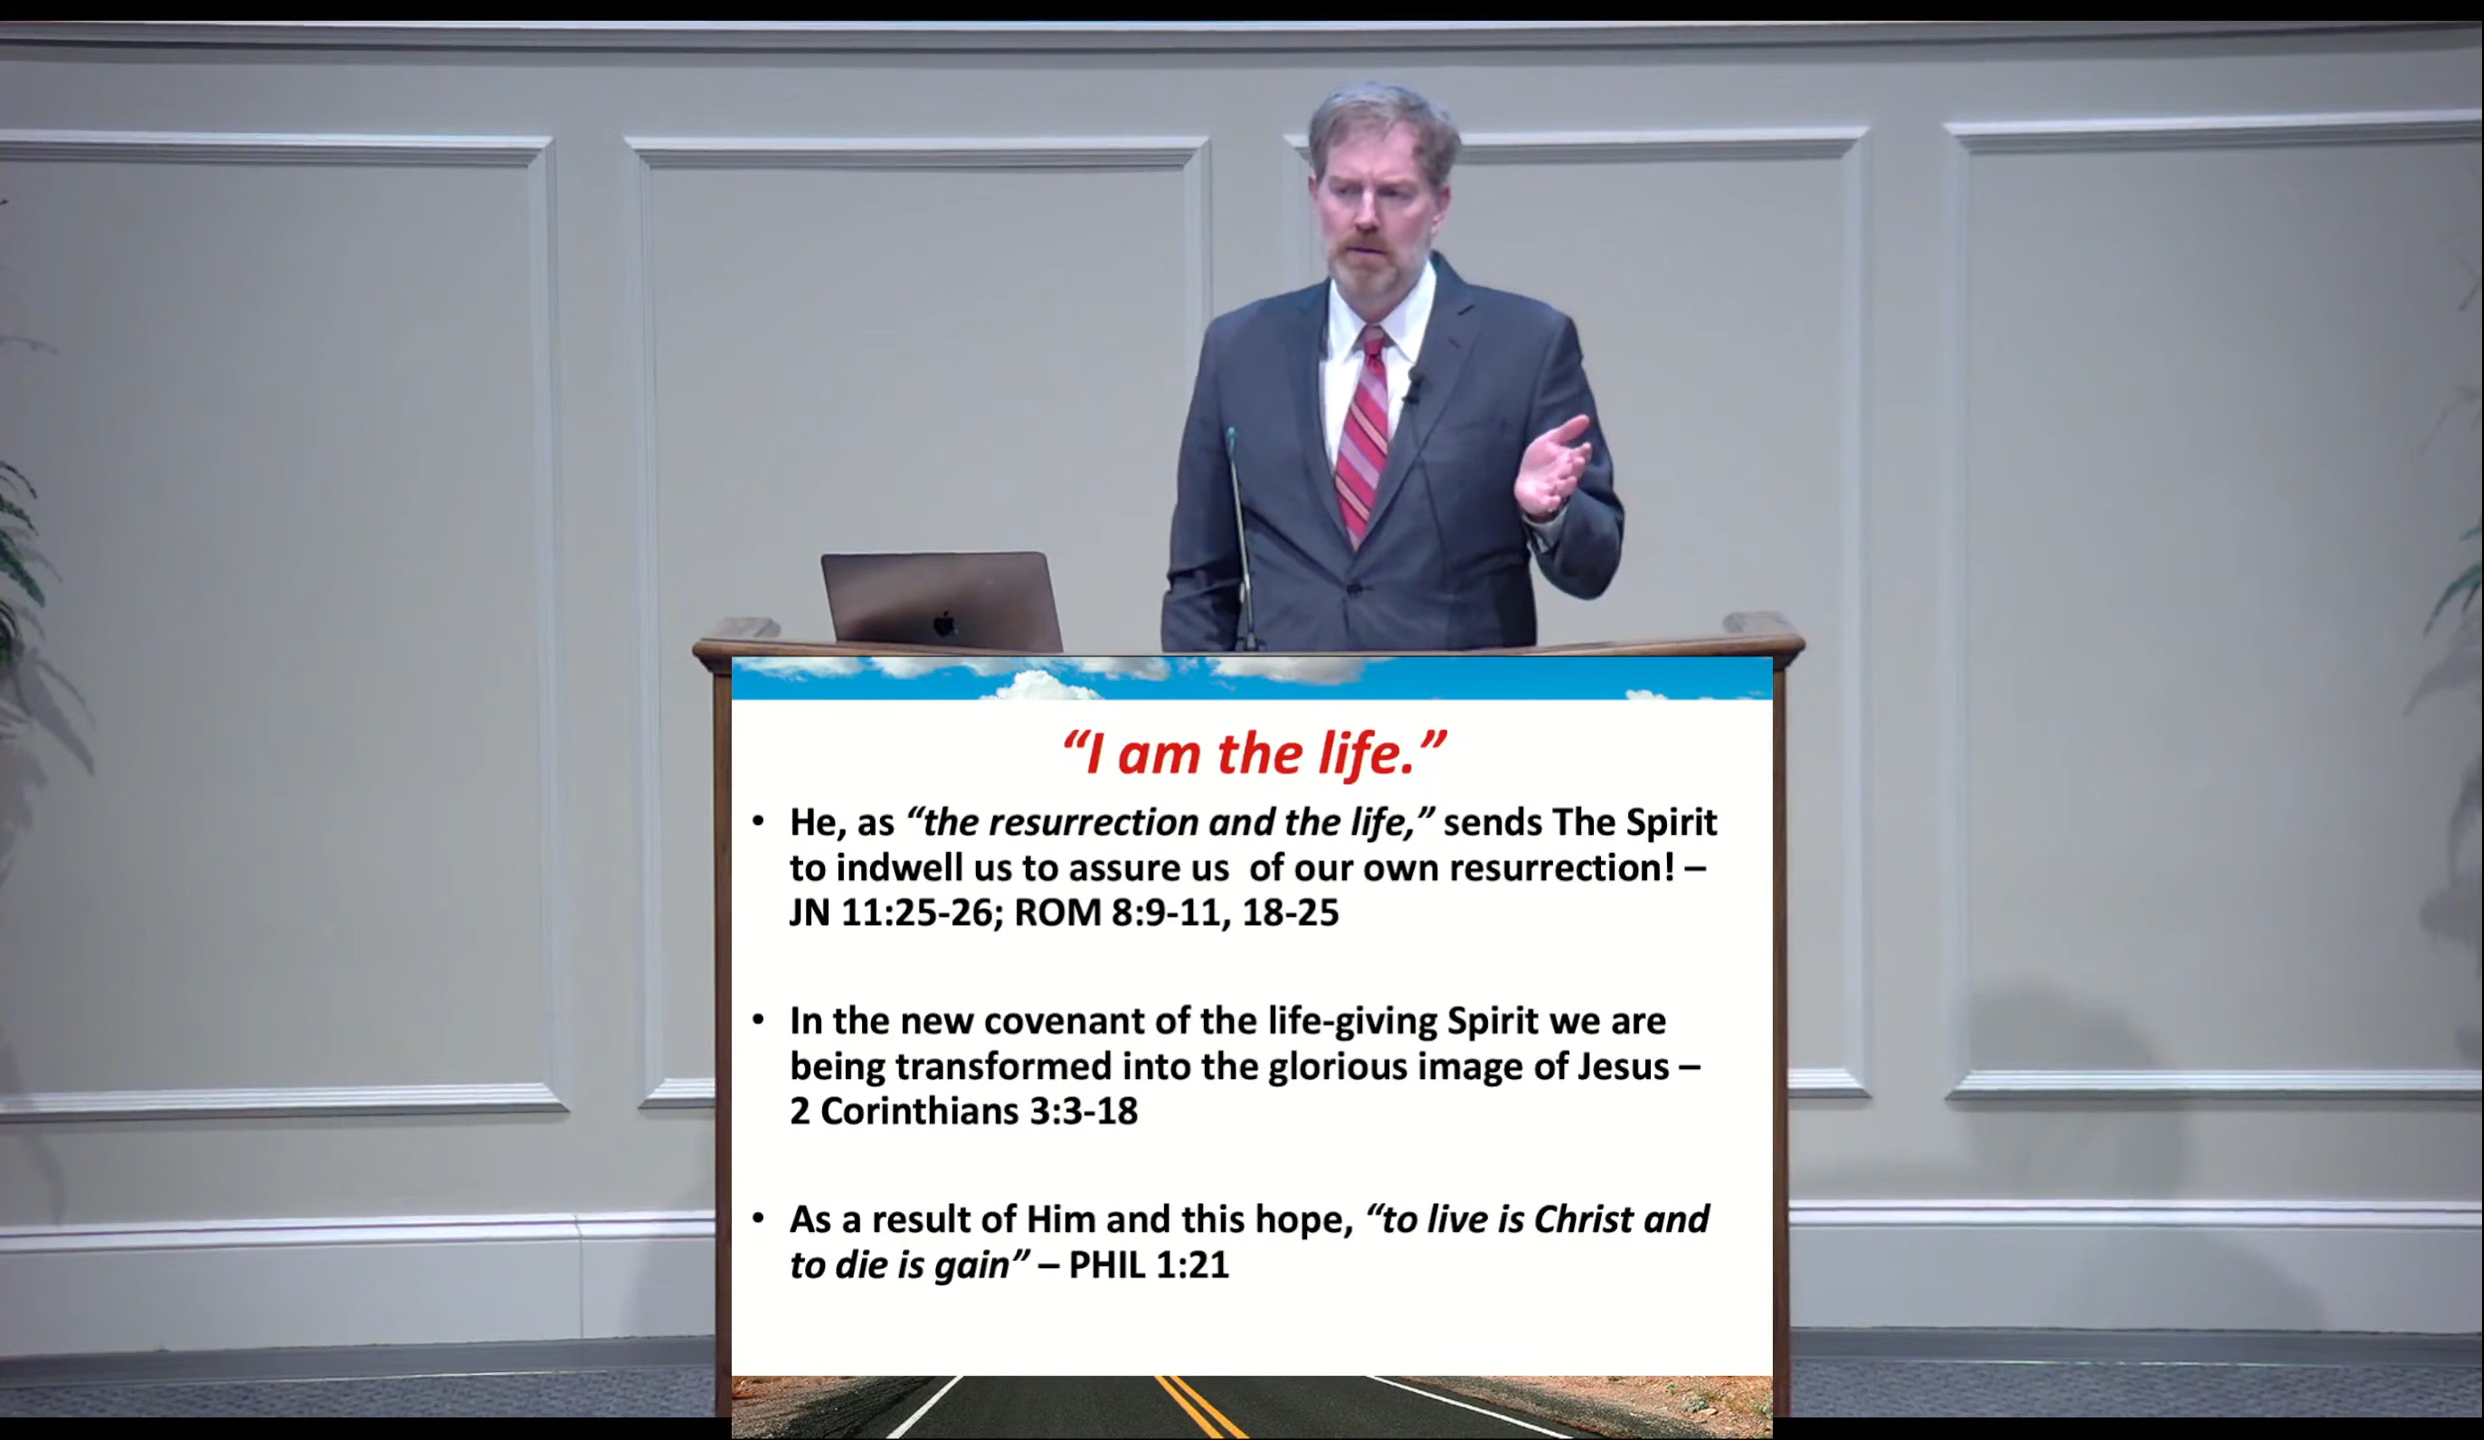 “I am the life.”
• He, as “the resurrection and the life,” sends The Spirit
to indwell us to assure us  of our own resurrection! –
JN 11:25-26; ROM 8:9-11, 18-25
• In the new covenant of the life-giving Spirit we are
being transformed into the glorious image of Jesus –
2 Corinthians 3:3-18
• As a result of Him and this hope, “to live is Christ and
to die is gain” – PHIL 1:21